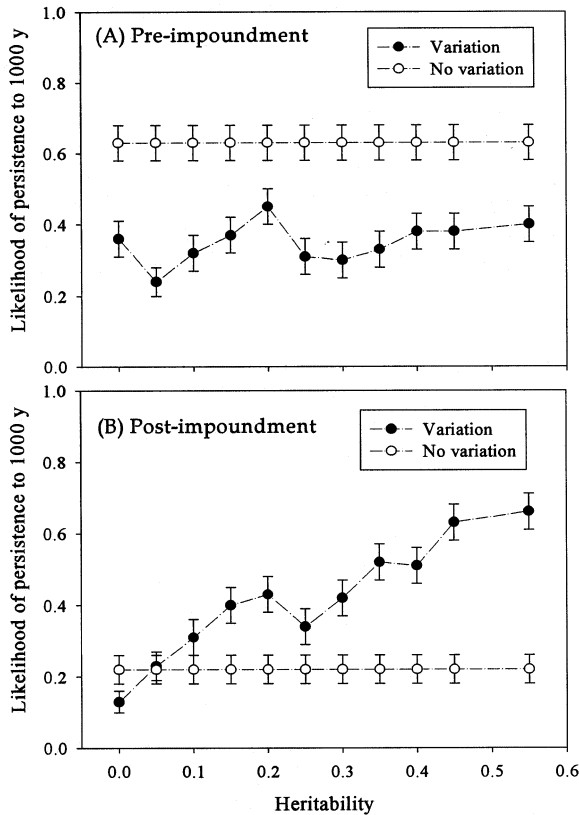 (A) Pre-impoundment
Variation
No variation
Likelihood of persistence to 1000 y
1.0
0.8
0.6
0.4
0.2
0.0
(B) Post-impoundment
Variation
No variation
Likelihood of persistence to 1000 y
1.0
0.8
0.6
0.4
0.2
0.0
0.0 0.1 0.2 0.3 0.4 0.5 0.6
Heritability